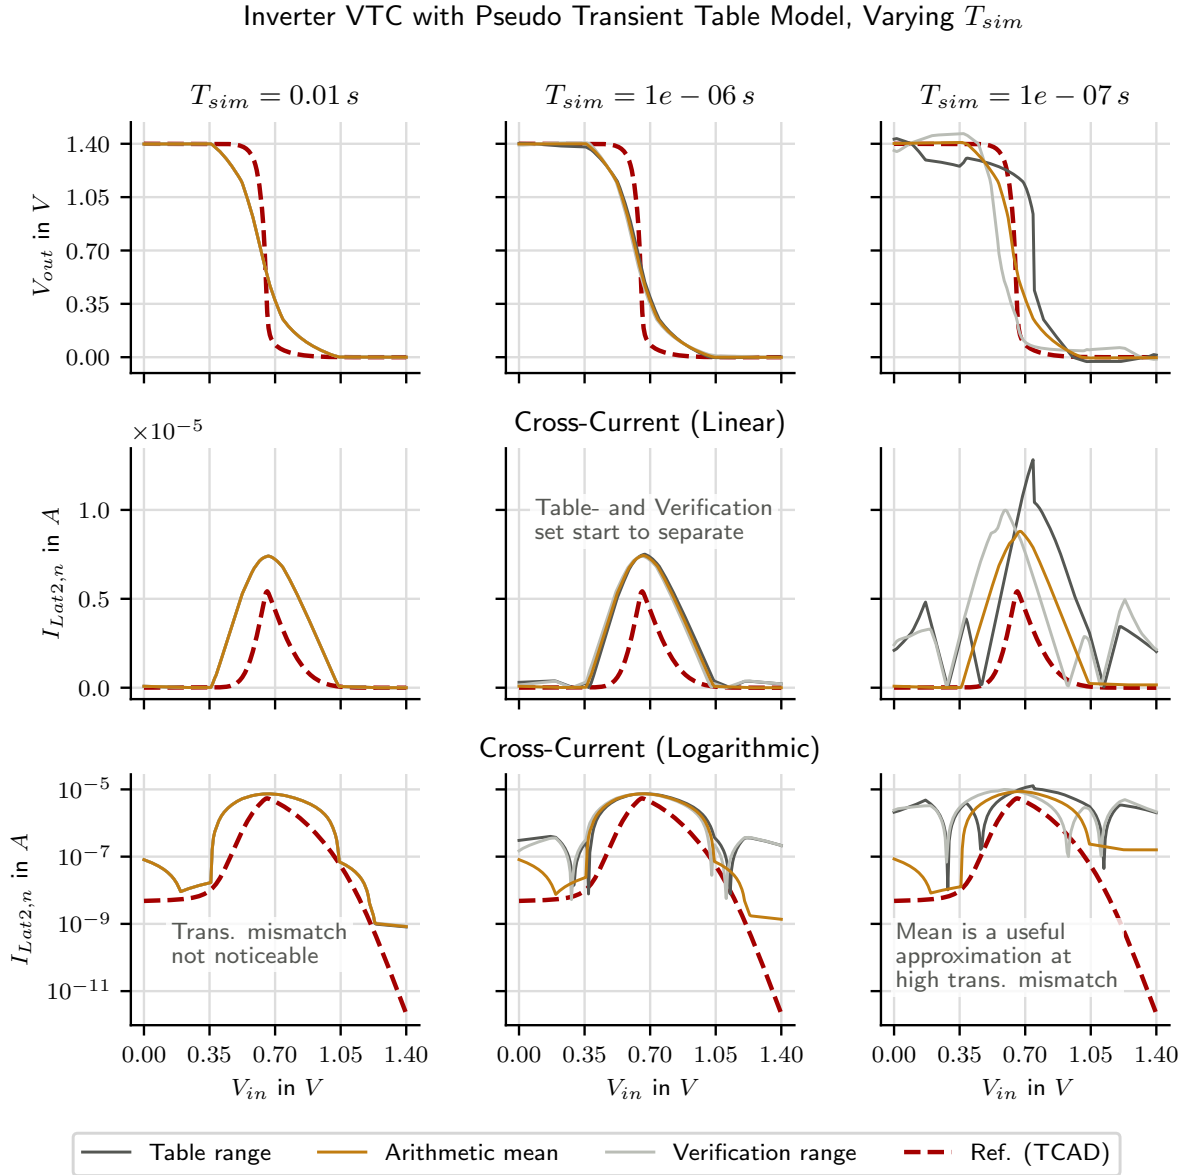 Inverter VTC with Pseudo Transient Table Model, Varying T_sim
T_sim = 0.01 s
T_sim = 1e − 06 s
T_sim = 1e − 07 s
V_out in V
1.40
1.05
0.70
0.35
0.00
Cross-Current (Linear)
×10^−5
I_Lat2,n in A
1.0
0.5
0.0
Table- and Verification
set start to separate
Cross-Current (Logarithmic)
I_Lat2,n in A
10^−5
10^−7
10^−9
10^−11
Trans. mismatch
not noticeable
Mean is a useful
approximation at
high trans. mismatch
0.00 0.35 0.70 1.05 1.40
0.00 0.35 0.70 1.05 1.40
0.00 0.35 0.70 1.05 1.40
V_in in V
V_in in V
V_in in V
Table range
Arithmetic mean
Verification range
Ref. (TCAD)